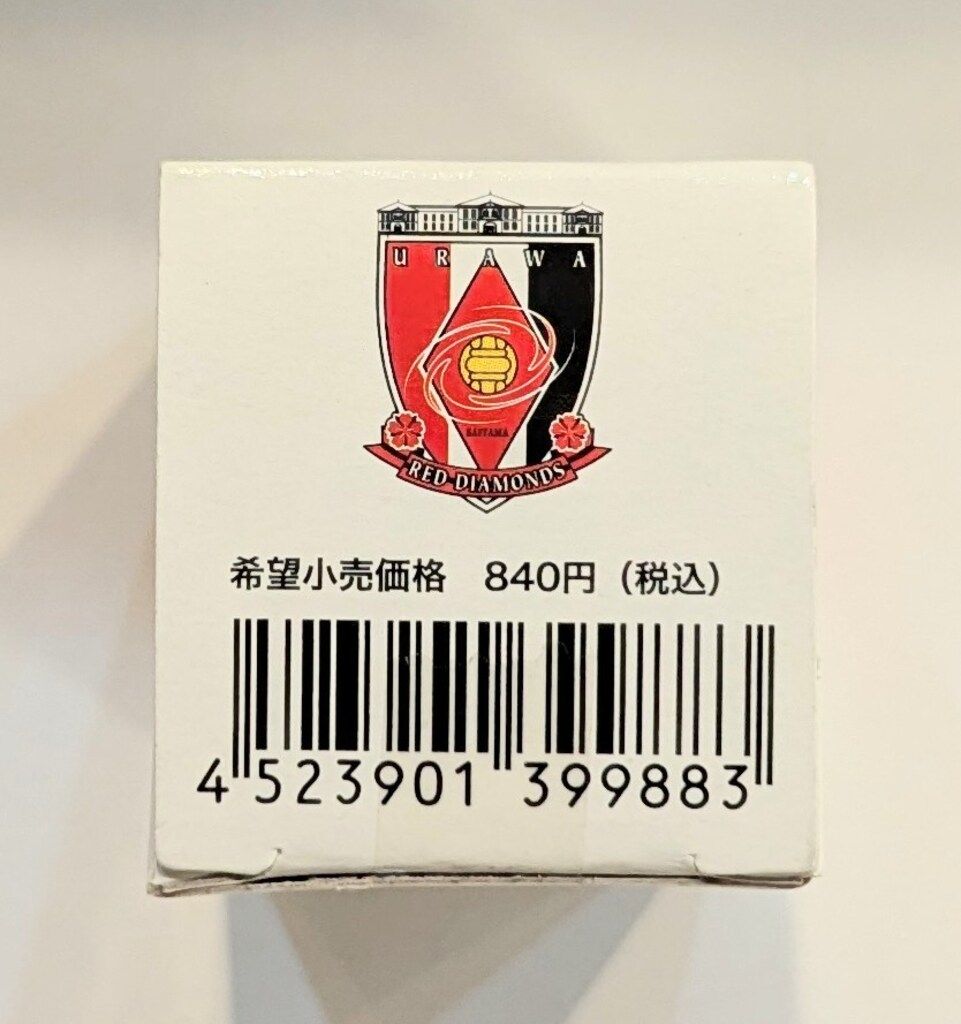 URAWA
SAITAMA
RED DIAMONDS
希望小売価格　840円（税込）
4 523901 399883